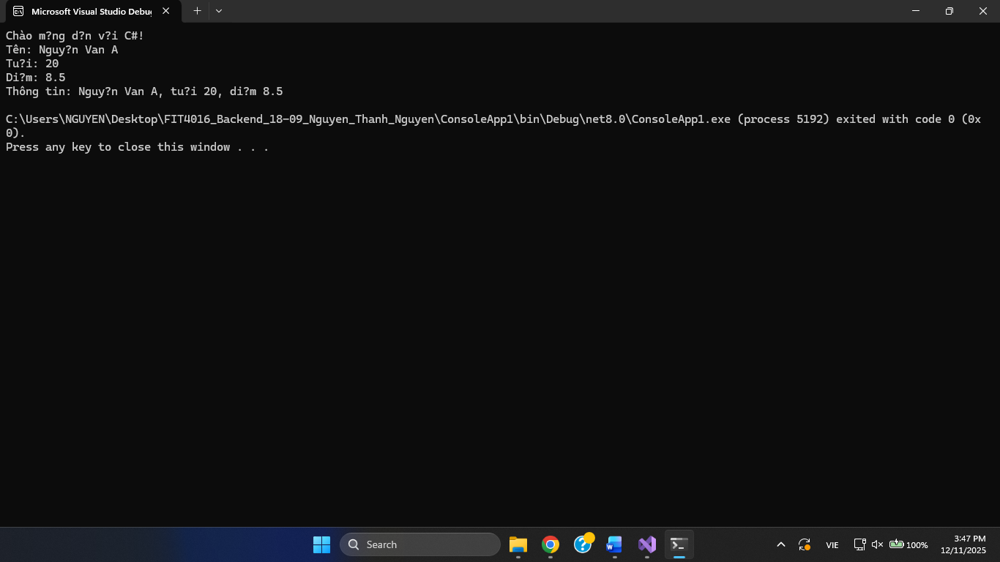 Microsoft Visual Studio Debug
Chào m?ng d?n v?i C#!
Tên: Nguy?n Van A
Tu?i: 20
Di?m: 8.5
Thông tin: Nguy?n Van A, tu?i 20, di?m 8.5
C:\Users\NGUYEN\Desktop\FIT4016_Backend_18-09_Nguyen_Thanh_Nguyen\ConsoleApp1\bin\Debug\net8.0\ConsoleApp1.exe (process 5192) exited with code 0 (0x
0).
Press any key to close this window . . .
Search
VIE
100%
3:47 PM
12/11/2025